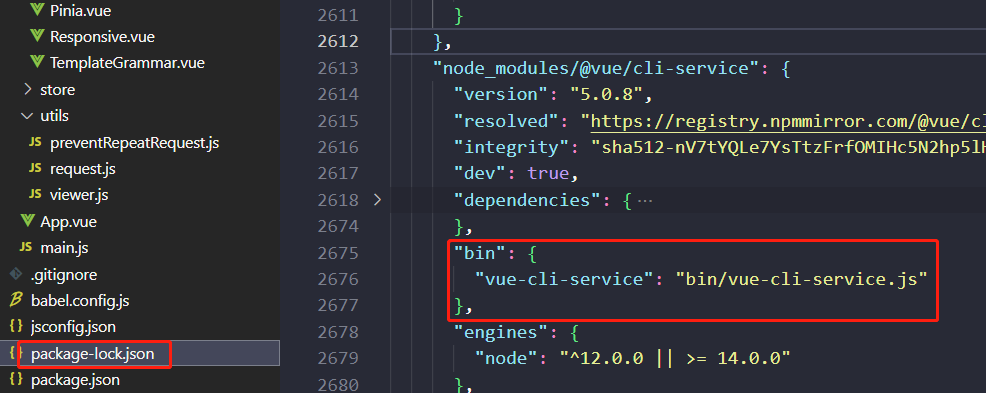 Pinia.vue
Responsive.vue
TemplateGrammar.vue
store
utils
preventRepeatRequest.js
JS request.js
JS viewer.js
App.vue
JS main.js
.gitignore
babel.config.js
{} jsconfig.json
{} package-lock.json
{} package.json
2611 }
2612 },
2613 "node_modules/@vue/cli-service": {
2614 "version": "5.0.8",
2615 "resolved": "https://registry.npmmirror.com/@vue/cl
2616 "integrity": "sha512-nV7tYQLe7YsTtzFrfOMIHc5N2hp5lH
2617 "dev": true,
2618 "dependencies": { ···
2674 },
2675 "bin": {
2676 "vue-cli-service": "bin/vue-cli-service.js"
2677 },
2678 "engines": {
2679 "node": "^12.0.0 || >= 14.0.0"
2680 },